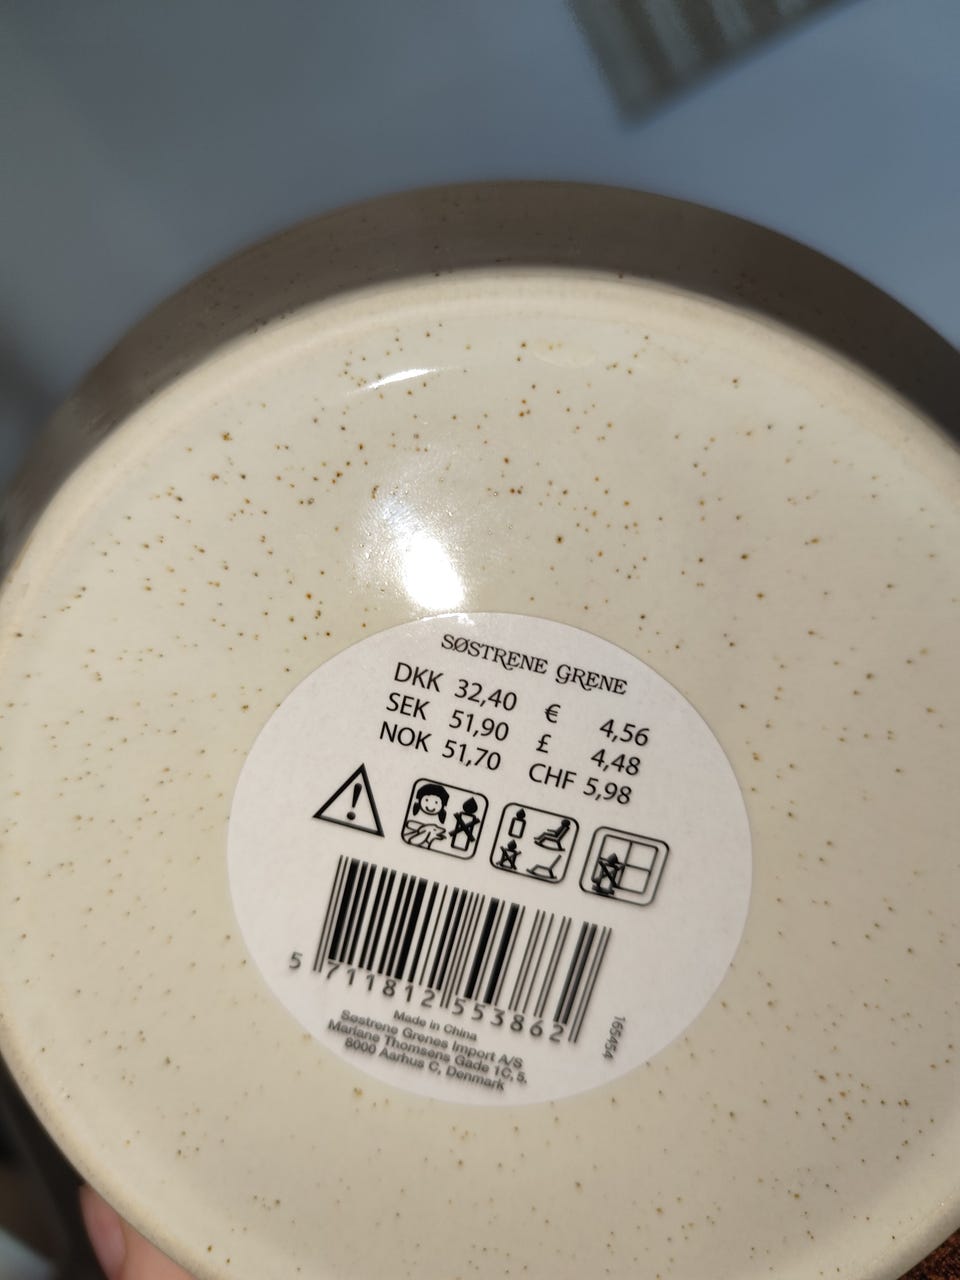 SØSTRENE GRENE
DKK 32,40 € 4,56
SEK 51,90 £ 4,48
NOK 51,70 CHF 5,98
5 711812 553862
165454
Made in China
Søstrene Grenes Import A/S
Mariane Thomsens Gade 1C, 5.
8000 Aarhus C, Denmark